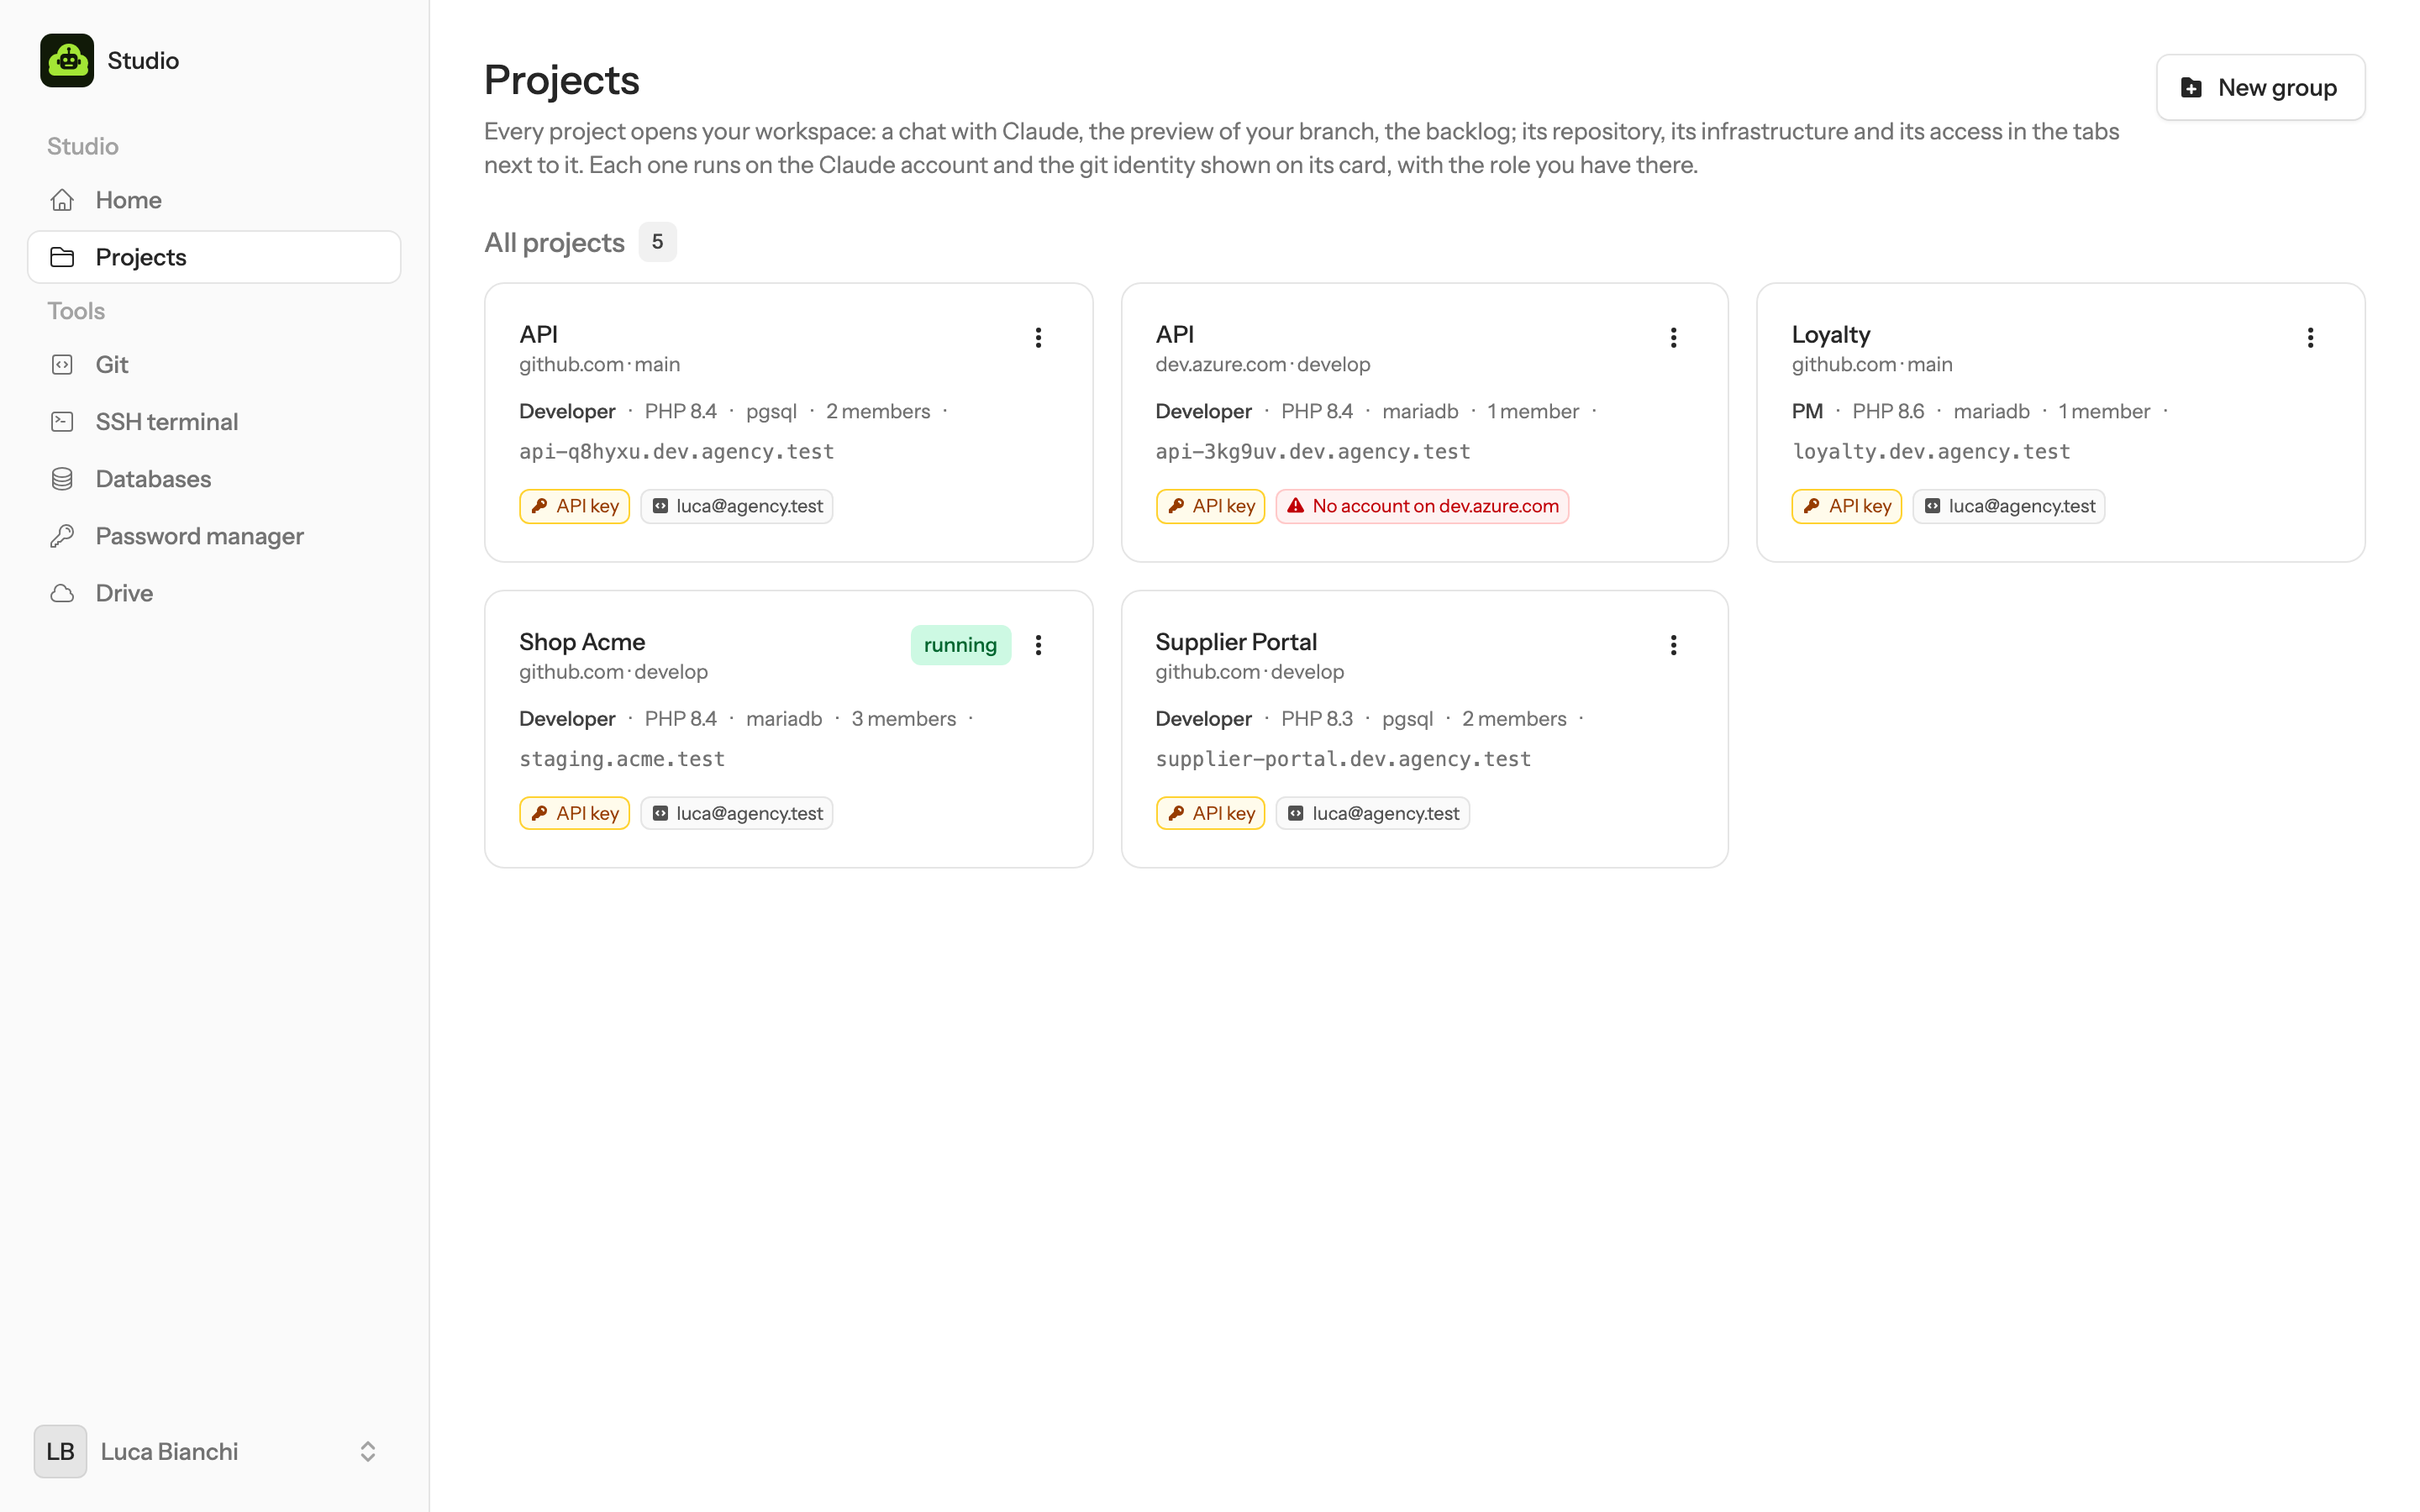 Studio
Studio
Home
Projects
Tools
Git
SSH terminal
Databases
Password manager
Drive
LB Luca Bianchi
Projects
New group
Every project opens your workspace: a chat with Claude, the preview of your branch, the backlog; its repository, its infrastructure and its access in the tabs
next to it. Each one runs on the Claude account and the git identity shown on its card, with the role you have there.
All projects 5
API
github.com · main
Developer · PHP 8.4 · pgsql · 2 members ·
api-q8hyxu.dev.agency.test
API key luca@agency.test
API
dev.azure.com · develop
Developer · PHP 8.4 · mariadb · 1 member ·
api-3kg9uv.dev.agency.test
API key No account on dev.azure.com
Loyalty
github.com · main
PM · PHP 8.6 · mariadb · 1 member ·
loyalty.dev.agency.test
API key luca@agency.test
Shop Acme running
github.com · develop
Developer · PHP 8.4 · mariadb · 3 members ·
staging.acme.test
API key luca@agency.test
Supplier Portal
github.com · develop
Developer · PHP 8.3 · pgsql · 2 members ·
supplier-portal.dev.agency.test
API key luca@agency.test